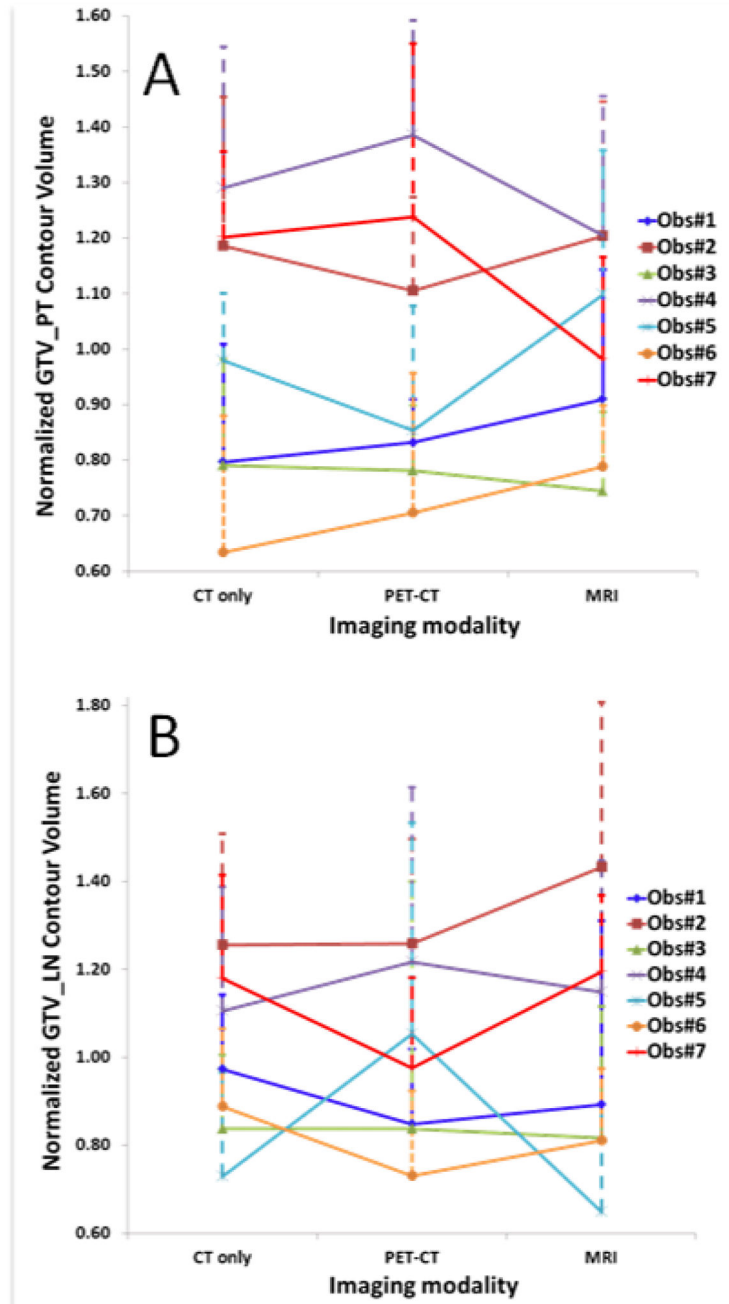 A
Normalized GTV_PT Contour Volume
1.60
1.50
1.40
1.30
1.20
1.10
1.00
0.90
0.80
0.70
0.60
CT only PET-CT MRI
Imaging modality
Obs#1
Obs#2
Obs#3
Obs#4
Obs#5
Obs#6
Obs#7
B
Normalized GTV_LN Contour Volume
1.80
1.60
1.40
1.20
1.00
0.80
0.60
CT only PET-CT MRI
Imaging modality
Obs#1
Obs#2
Obs#3
Obs#4
Obs#5
Obs#6
Obs#7